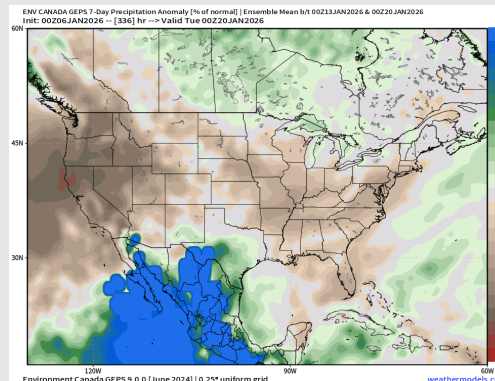 ENV CANADA GEPS 7-Day Precipitation Anomaly [% of normal] | Ensemble Mean b/t 00Z13JAN2026 & 00Z20JAN2026
Init: 00Z06JAN2026 -- [336] hr --> Valid Tue 00Z20JAN2026
60N
45N
30N
120W
90W
60W
Environment Canada GEPS 9.0.0 [June 2024] | 0.25° uniform grid
weathermodels.c